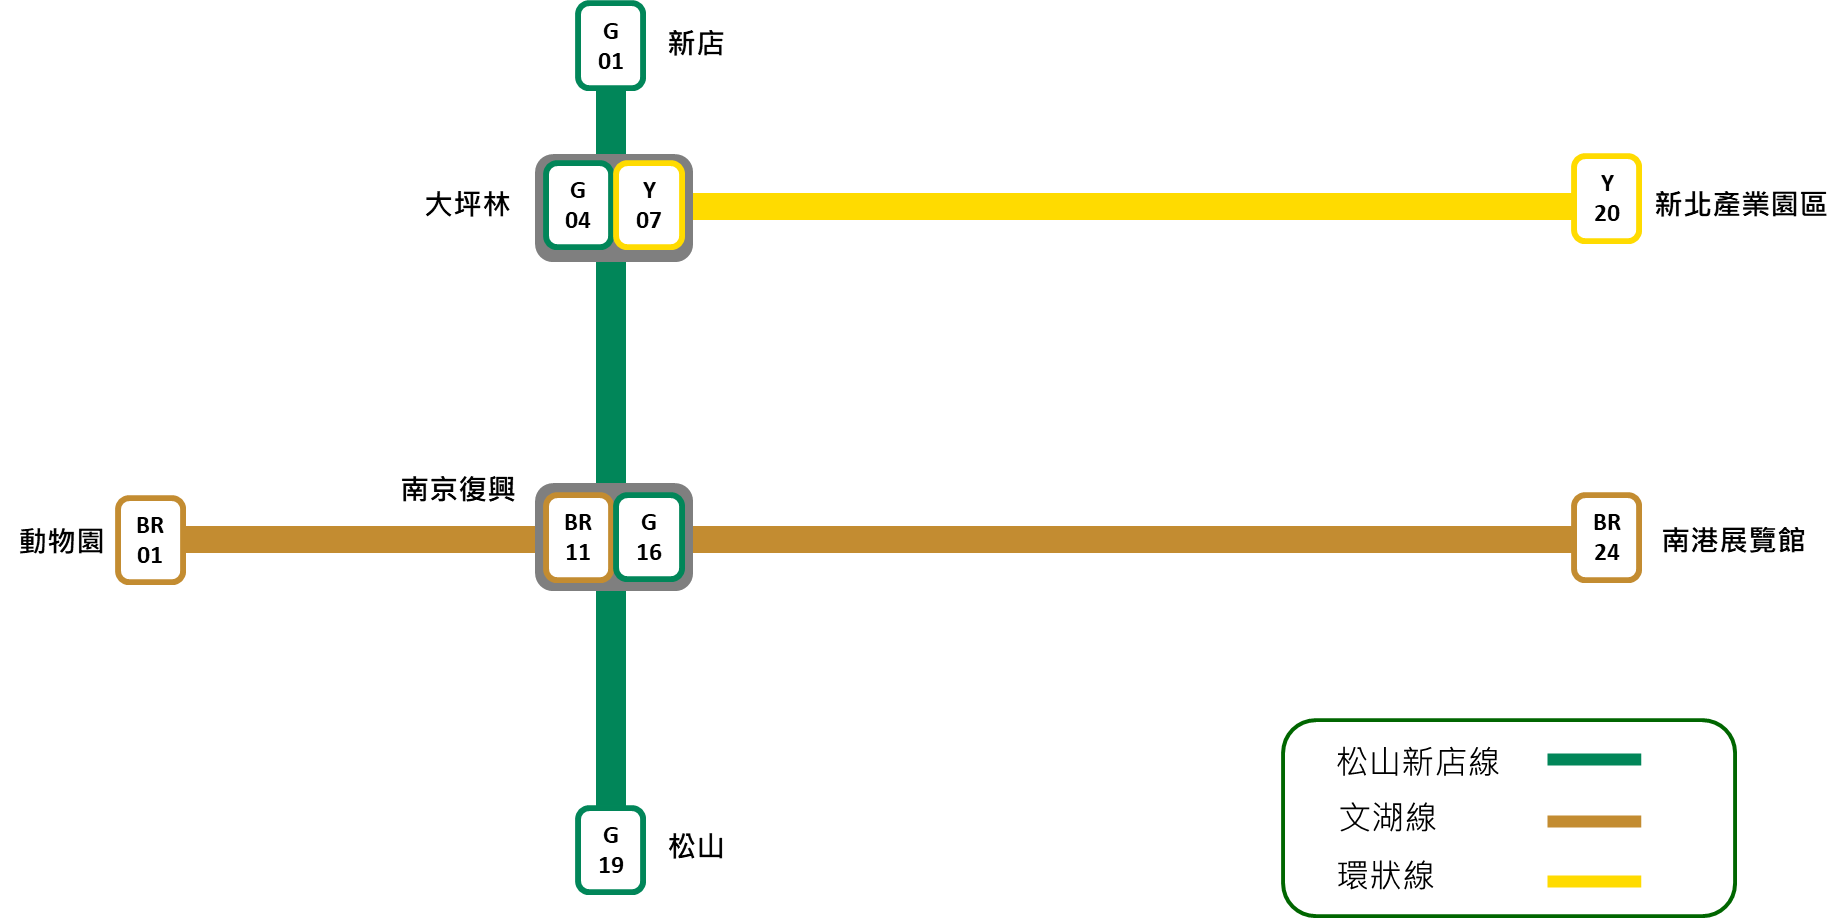 G
01
新店
大坪林
G
04
Y
07
Y
20
新北產業園區
南京復興
動物園
BR
01
BR
11
G
16
BR
24
南港展覽館
G
19
松山
松山新店線
文湖線
環狀線